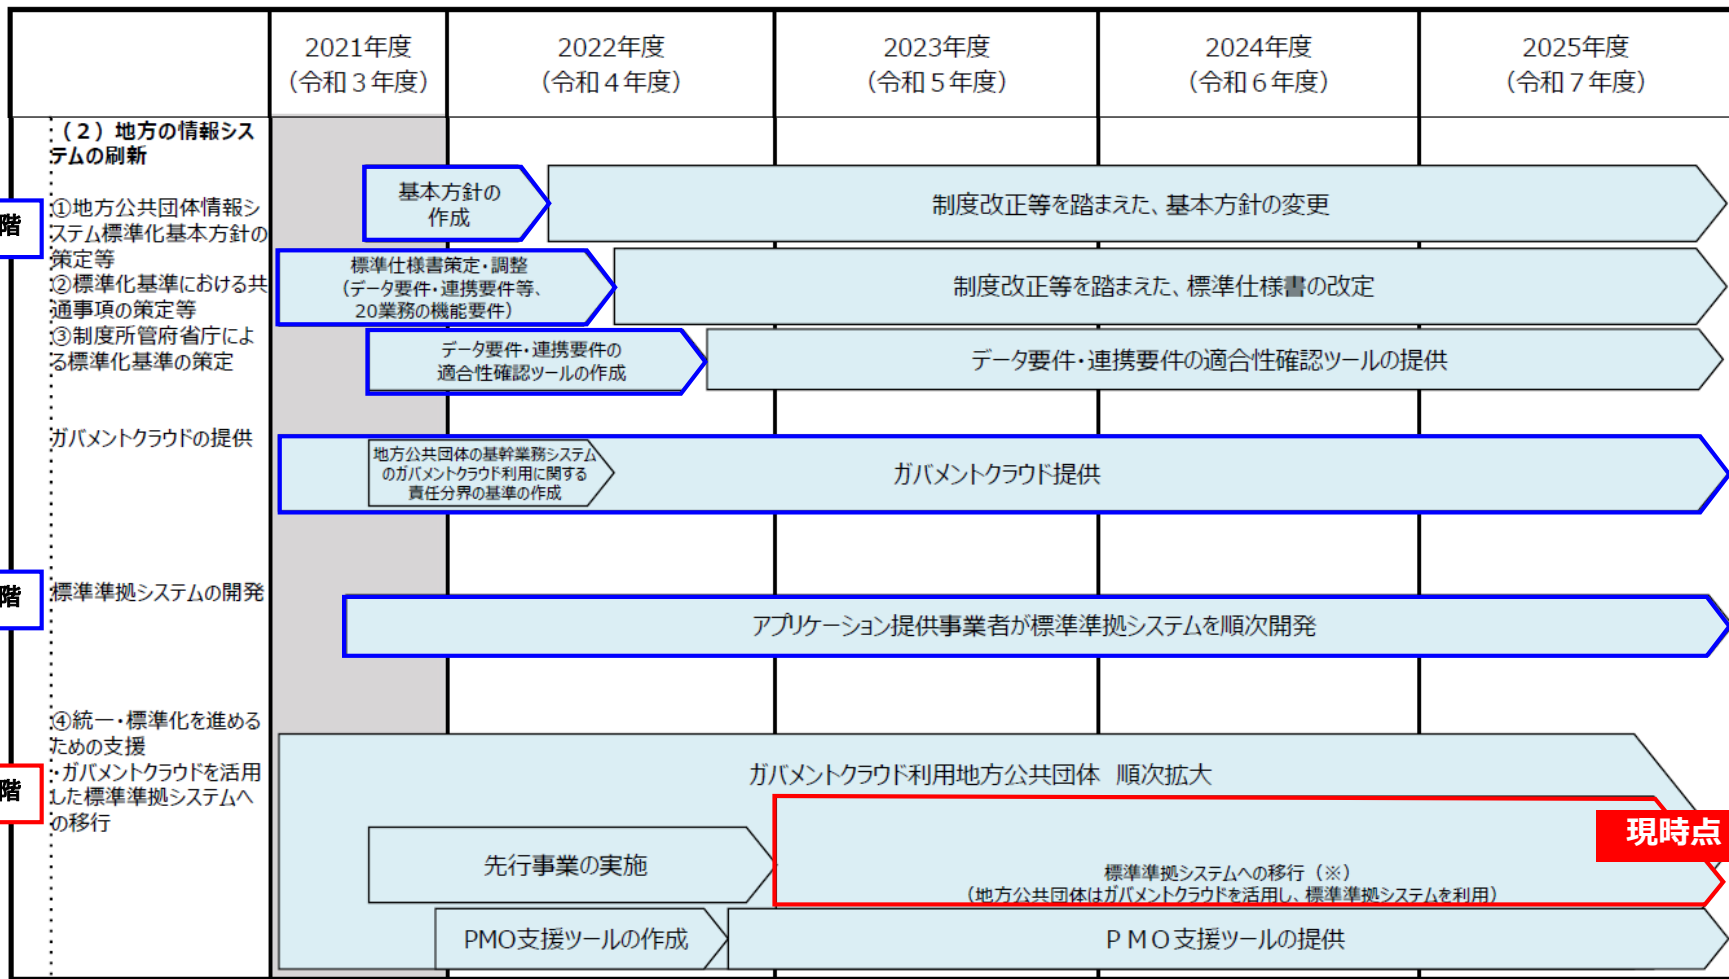 2021年度
（令和３年度）
2022年度
（令和４年度）
2023年度
（令和５年度）
2024年度
（令和６年度）
2025年度
（令和７年度）
（２）地方の情報シス
テムの刷新
階
①地方公共団体情報シ
ステム標準化基本方針の
策定等
②標準化基準における共
通事項の策定等
③制度所管府省庁によ
る標準化基準の策定
基本方針の
作成
制度改正等を踏まえた、基本方針の変更
標準仕様書策定・調整
（データ要件・連携要件等、
20業務の機能要件）
制度改正等を踏まえた、標準仕様書の改定
データ要件・連携要件の
適合性確認ツールの作成
データ要件・連携要件の適合性確認ツールの提供
ガバメントクラウドの提供
地方公共団体の基幹業務システム
のガバメントクラウド利用に関する
責任分界の基準の作成
ガバメントクラウド提供
階
標準準拠システムの開発
アプリケーション提供事業者が標準準拠システムを順次開発
④統一・標準化を進める
ための支援
・ガバメントクラウドを活用
した標準準拠システムへ
の移行
階
ガバメントクラウド利用地方公共団体　順次拡大
現時点
先行事業の実施
標準準拠システムへの移行（※）
（地方公共団体はガバメントクラウドを活用し、標準準拠システムを利用）
PMO支援ツールの作成
ＰＭＯ支援ツールの提供